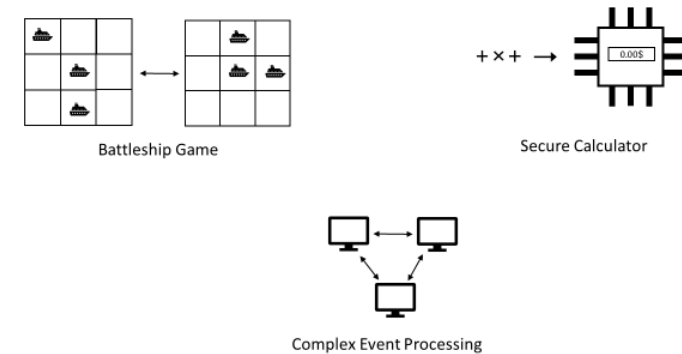 + × + →
0.00$
Battleship Game
Secure Calculator
Complex Event Processing